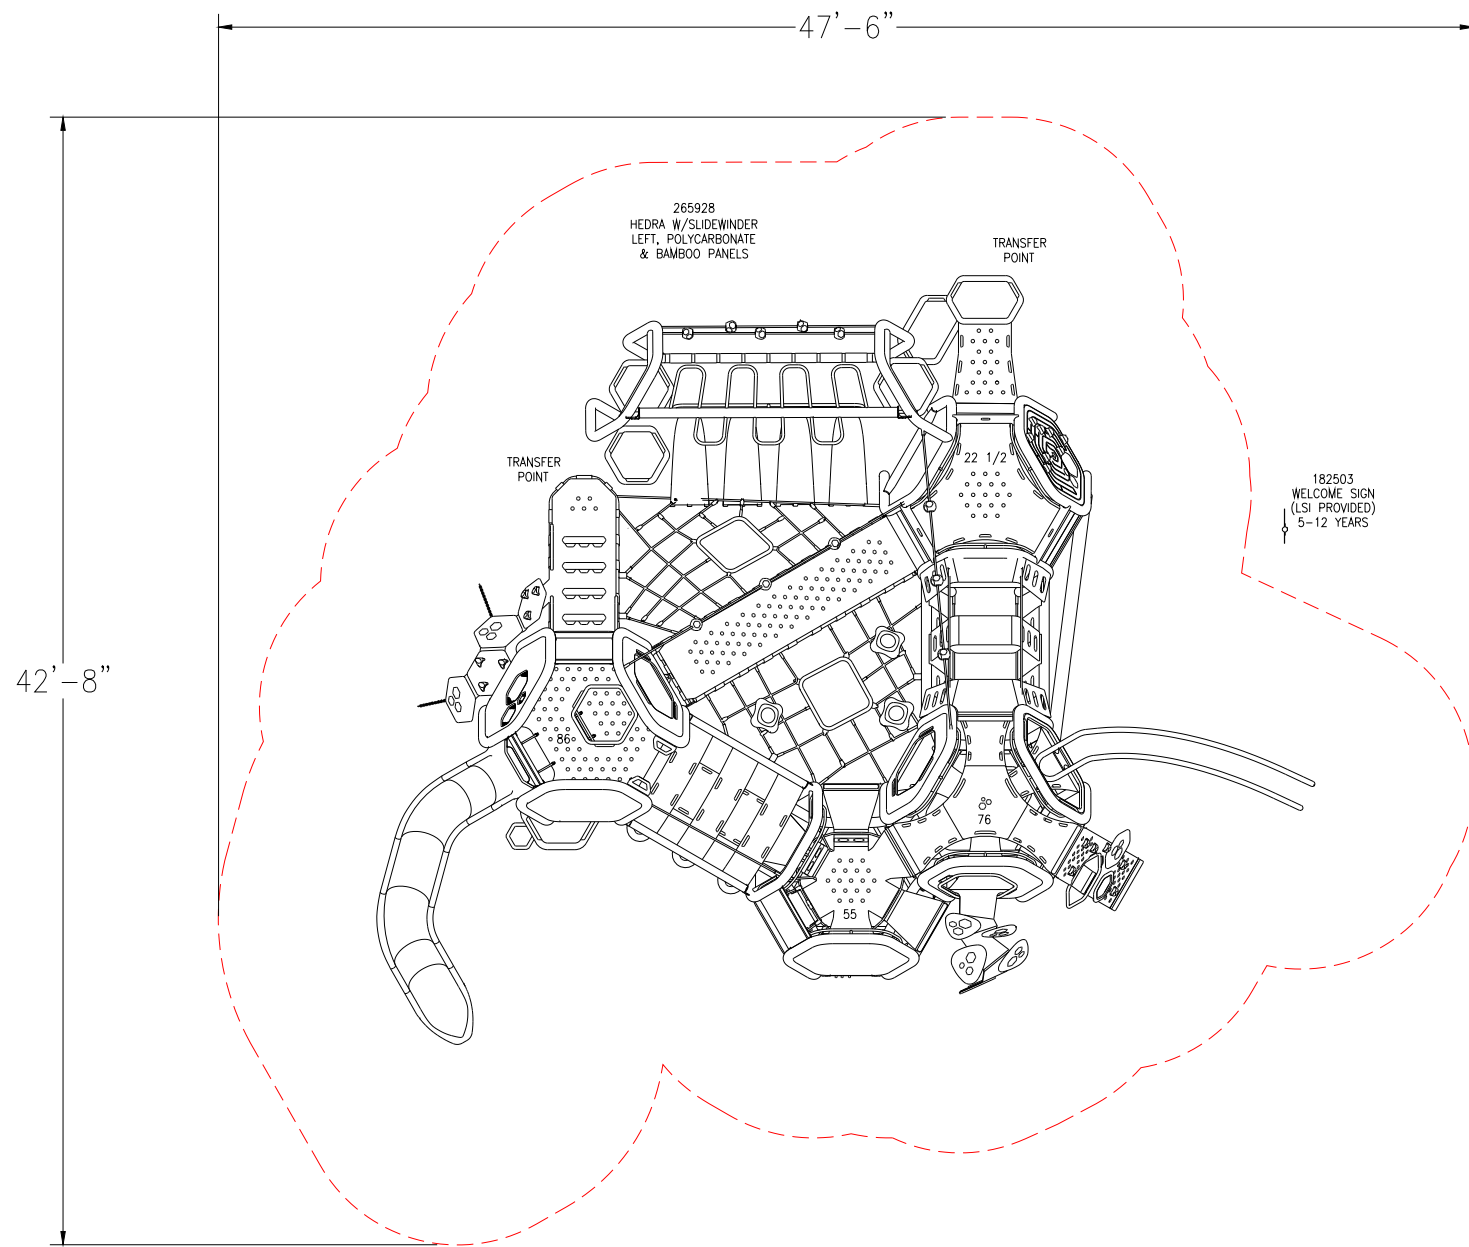 47'-6"
265928
HEDRA W/SLIDEWINDER
LEFT, POLYCARBONATE
& BAMBOO PANELS
TRANSFER
POINT
TRANSFER
POINT
22 1/2
182503
WELCOME SIGN
(LSI PROVIDED)
5-12 YEARS
42'-8"
86
76
55